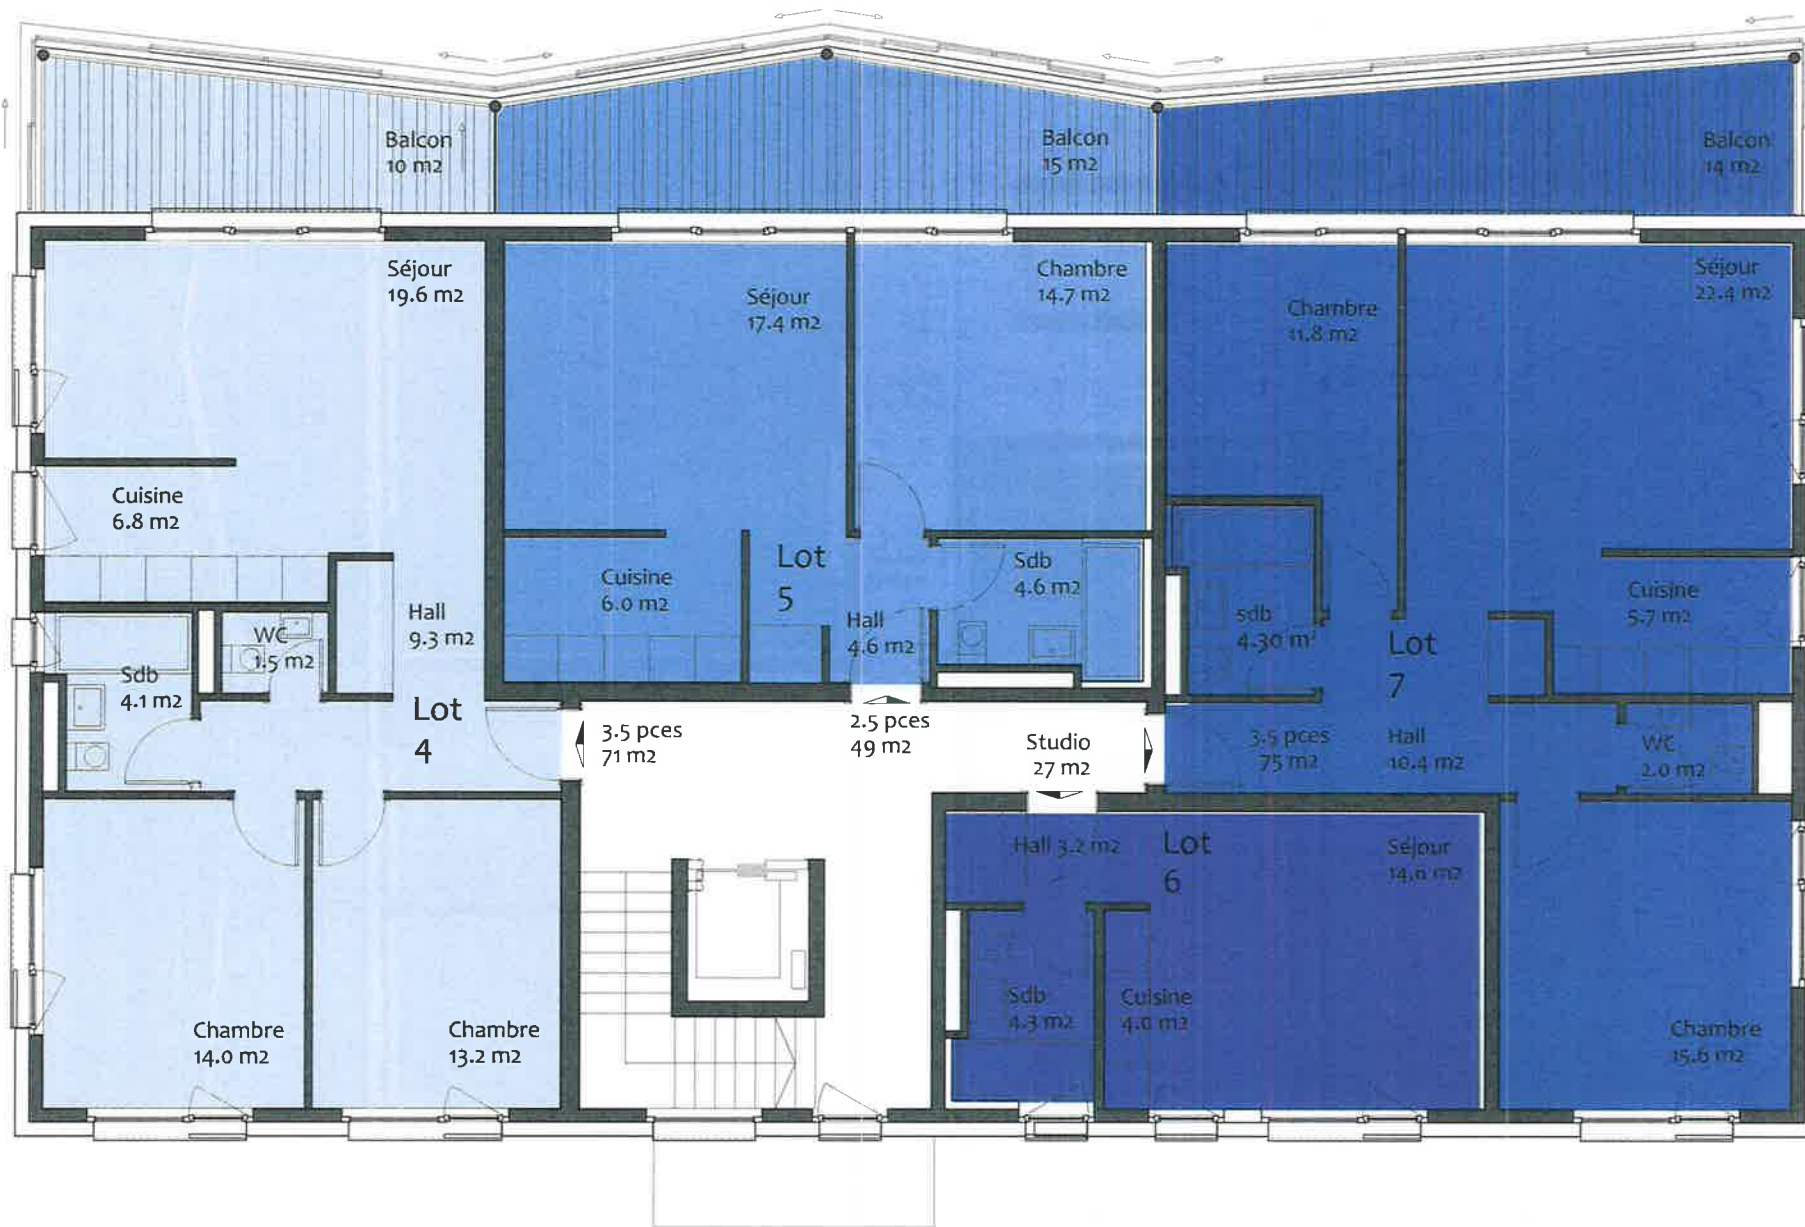 Balcon
10 m2
Balcon
15 m2
Balcon
14 m2
Séjour
19.6 m2
Séjour
17.4 m2
Chambre
14.7 m2
Chambre
11.8 m2
Séjour
22.4 m2
Cuisine
6.8 m2
Cuisine
6.0 m2
Lot
5
Sdb
4.6 m2
Hall
4.6 m2
Hall
9.3 m2
WC
1.5 m2
Sdb
4.1 m2
Lot
4
sdb
4.30 m²
Lot
7
Cuisine
5.7 m2
3.5 pces
71 m2
2.5 pces
49 m2
Studio
27 m2
3.5 pces
75 m2
Hall
10.4 m2
WC
2.0 m2
Hall 3.2 m2
Lot
6
Séjour
14.6 m2
Sdb
4.3 m2
Cuisine
4.0 m2
Chambre
14.0 m2
Chambre
13.2 m2
Chambre
15.6 m2